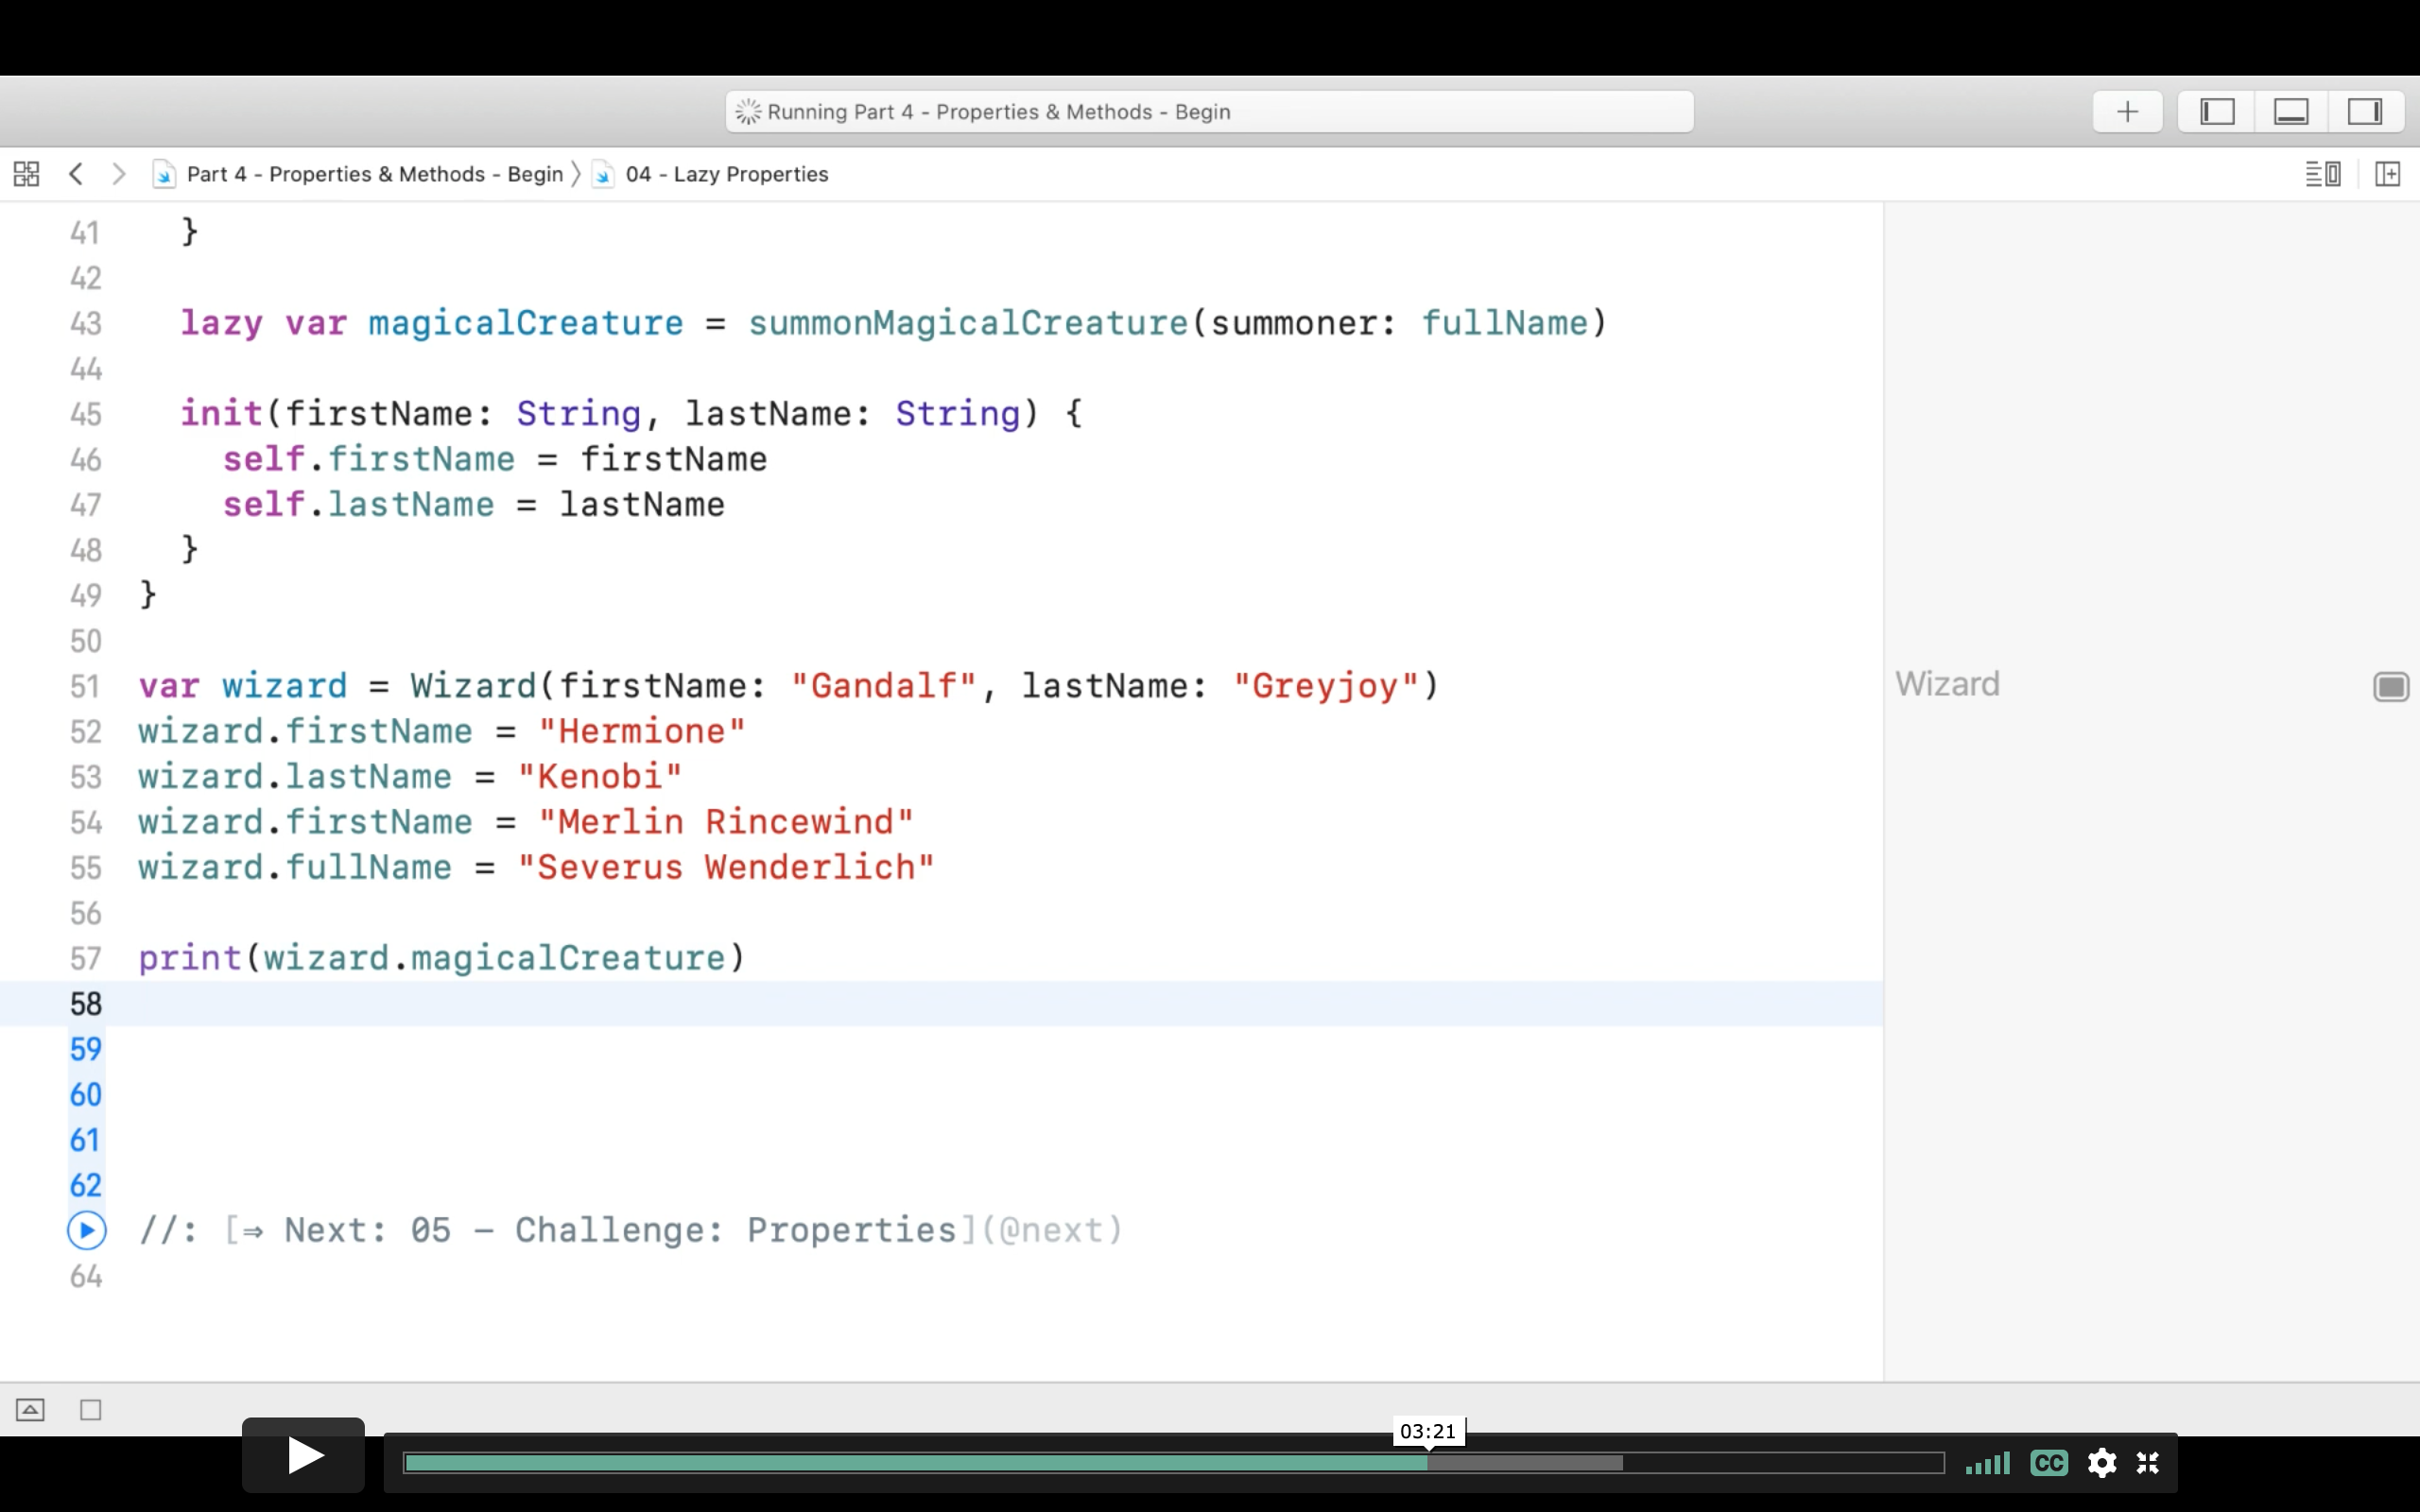 Running Part 4 - Properties & Methods - Begin
Part 4 - Properties & Methods - Begin 〉 04 - Lazy Properties
41 }
42
43 lazy var magicalCreature = summonMagicalCreature(summoner: fullName)
44
45 init(firstName: String, lastName: String) {
46 self.firstName = firstName
47 self.lastName = lastName
48 }
49 }
50
51 var wizard = Wizard(firstName: "Gandalf", lastName: "Greyjoy") Wizard
52 wizard.firstName = "Hermione"
53 wizard.lastName = "Kenobi"
54 wizard.firstName = "Merlin Rincewind"
55 wizard.fullName = "Severus Wenderlich"
56
57 print(wizard.magicalCreature)
58
59
60
61
62
//: [⇒ Next: 05 – Challenge: Properties](@next)
64
03:21
CC